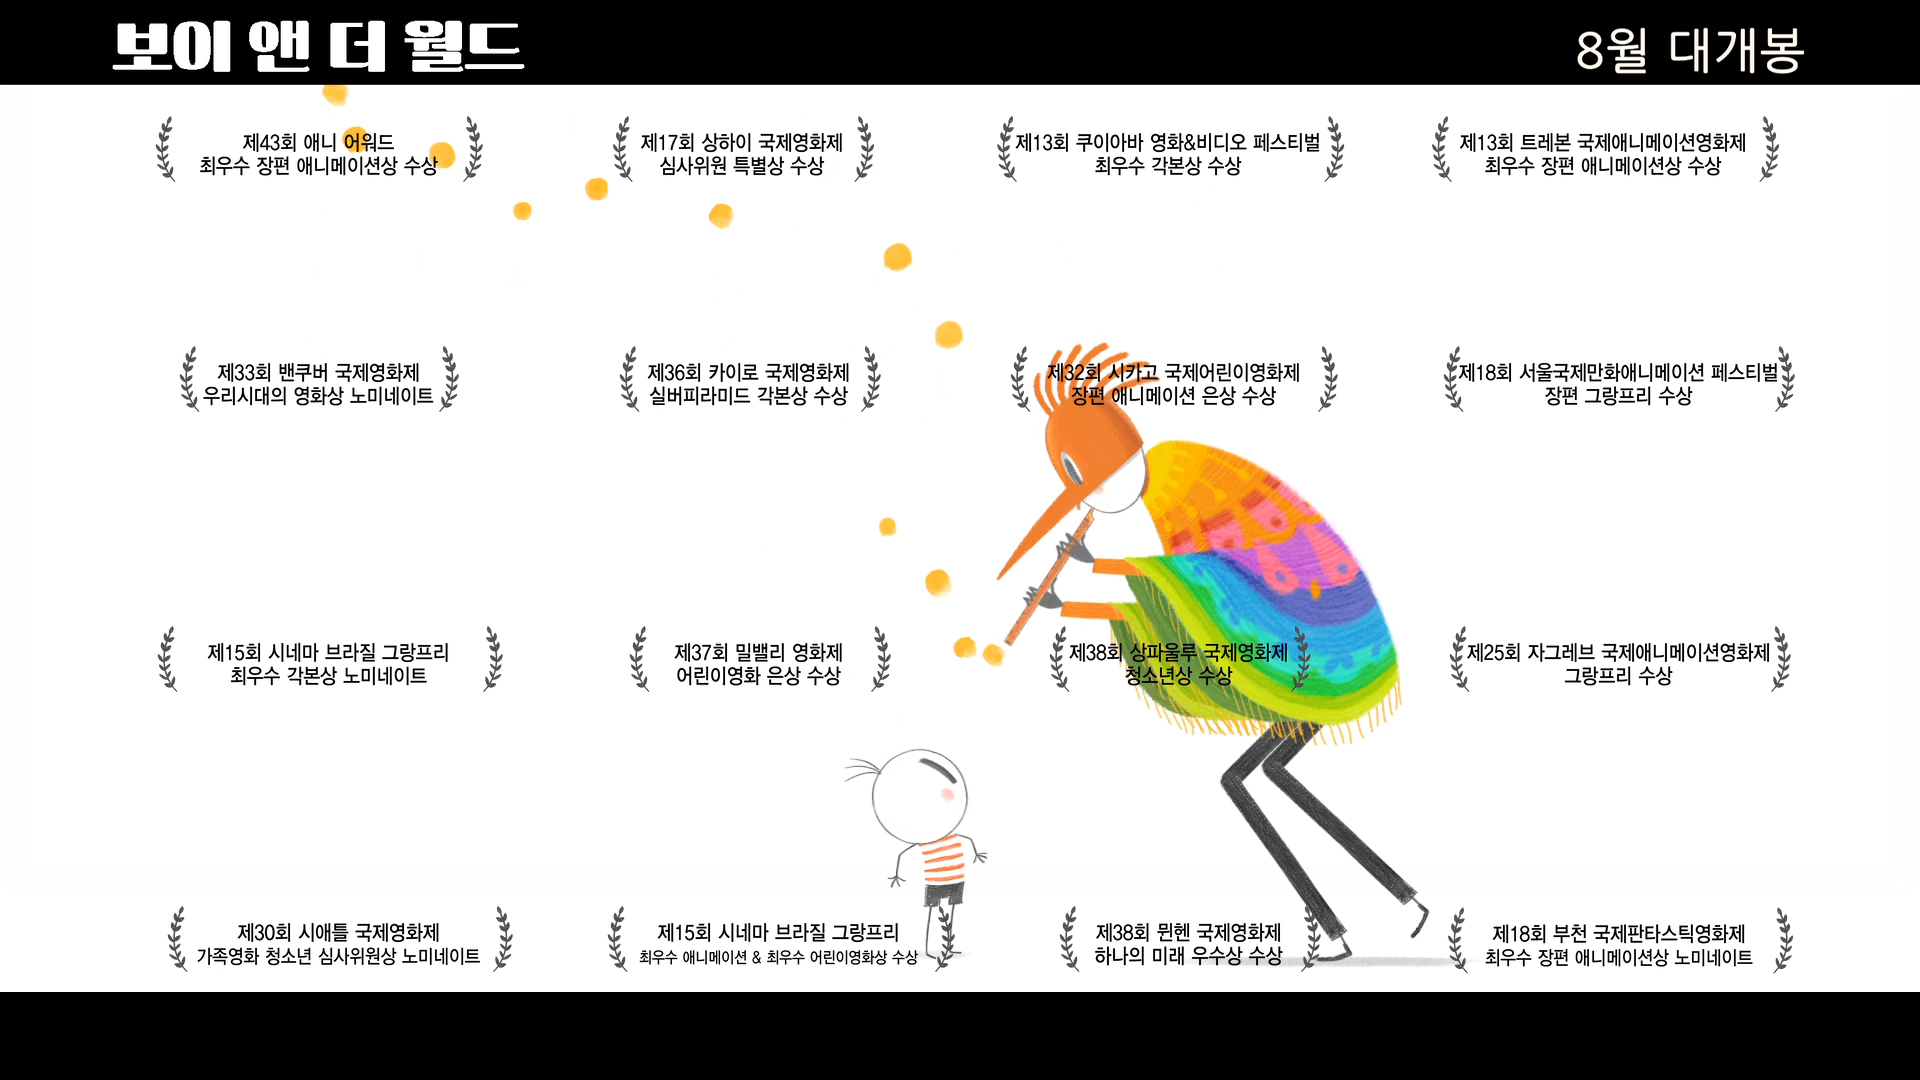 보이 앤 더 월드
8월 대개봉
제43회 애니 어워드
최우수 장편 애니메이션상 수상
제17회 상하이 국제영화제
심사위원 특별상 수상
제13회 쿠이아바 영화&비디오 페스티벌
최우수 각본상 수상
제13회 트레본 국제애니메이션영화제
최우수 장편 애니메이션상 수상
제33회 밴쿠버 국제영화제
우리시대의 영화상 노미네이트
제36회 카이로 국제영화제
실버피라미드 각본상 수상
제32회 시카고 국제어린이영화제
장편 애니메이션 은상 수상
제18회 서울국제만화애니메이션 페스티벌
장편 그랑프리 수상
제15회 시네마 브라질 그랑프리
최우수 각본상 노미네이트
제37회 밀밸리 영화제
어린이영화 은상 수상
제38회 상파울루 국제영화제
청소년상 수상
제25회 자그레브 국제애니메이션영화제
그랑프리 수상
제30회 시애틀 국제영화제
가족영화 청소년 심사위원상 노미네이트
제15회 시네마 브라질 그랑프리
최우수 애니메이션 & 최우수 어린이영화상 수상
제38회 뮌헨 국제영화제
하나의 미래 우수상 수상
제18회 부천 국제판타스틱영화제
최우수 장편 애니메이션상 노미네이트